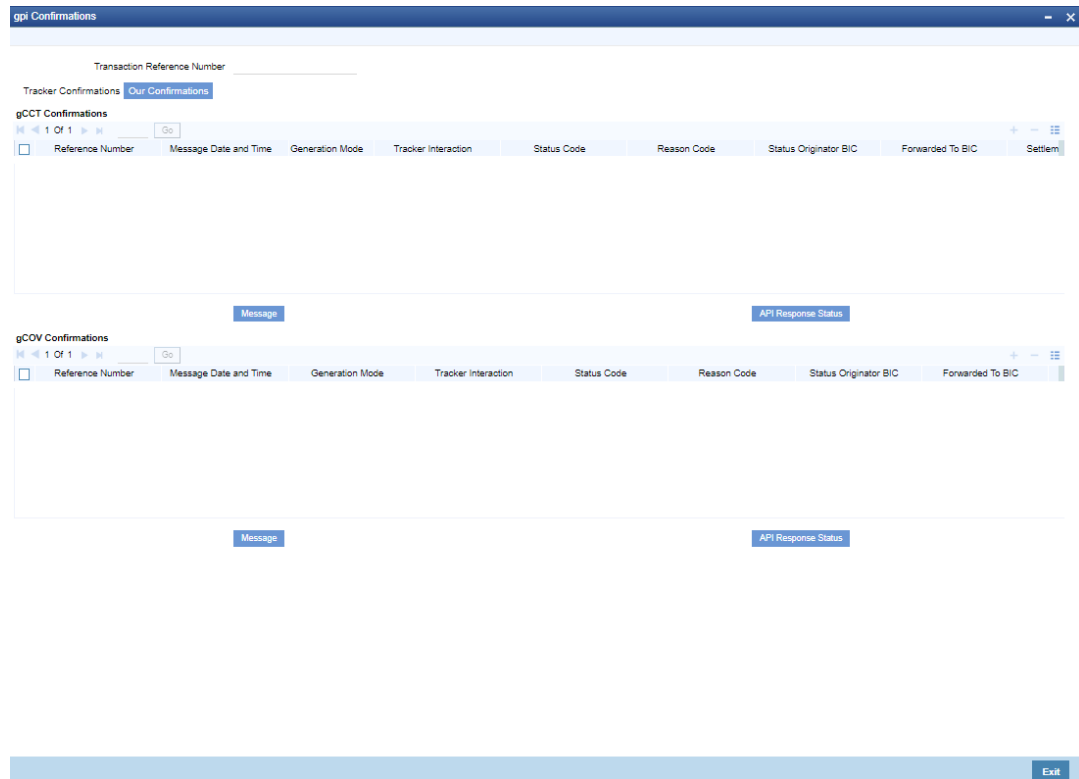 gpi Confirmations
Transaction Reference Number
Tracker Confirmations Our Confirmations
gCCT Confirmations
1 Of 1 Go
Reference Number Message Date and Time Generation Mode Tracker Interaction Status Code Reason Code Status Originator BIC Forwarded To BIC Settlem
Message API Response Status
gCOV Confirmations
1 Of 1 Go
Reference Number Message Date and Time Generation Mode Tracker Interaction Status Code Reason Code Status Originator BIC Forwarded To BIC
Message API Response Status
Exit